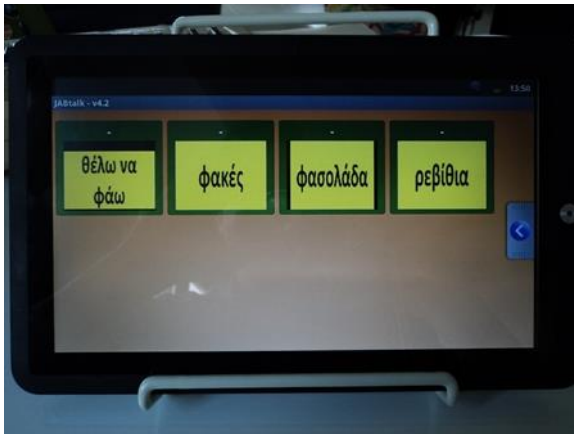 13:50
JABtalk - v4.2
θέλω να
φάω
φακές
φασολάδα
ρεβίθια